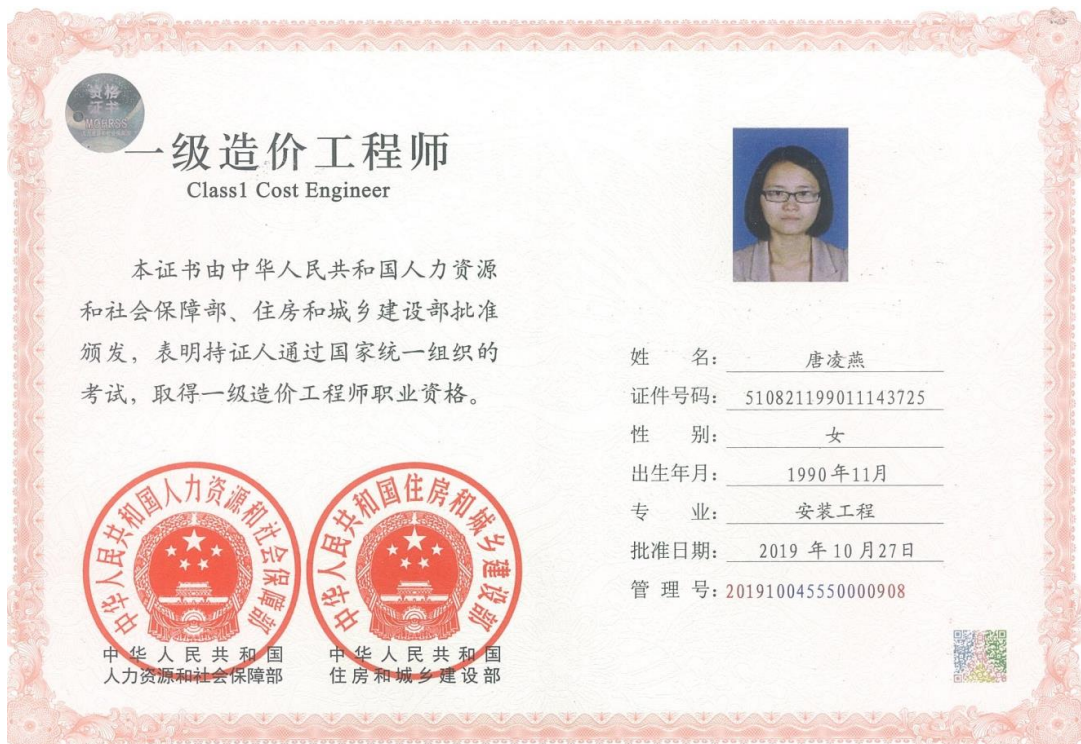 资格
证书
MOHRSS
一级造价工程师
Class1 Cost Engineer
本证书由中华人民共和国人力资源
和社会保障部、住房和城乡建设部批准
颁发，表明持证人通过国家统一组织的
考试，取得一级造价工程师职业资格。
中华人民共和国人力资源和社会保障部
中华人民共和国住房和城乡建设部
中华人民共和国
人力资源和社会保障部
中华人民共和国
住房和城乡建设部
姓 名： 唐凌燕
证件号码： 510821199011143725
性 别： 女
出生年月： 1990年11月
专 业： 安装工程
批准日期： 2019 年 10 月27日
管 理 号: 201910045550000908